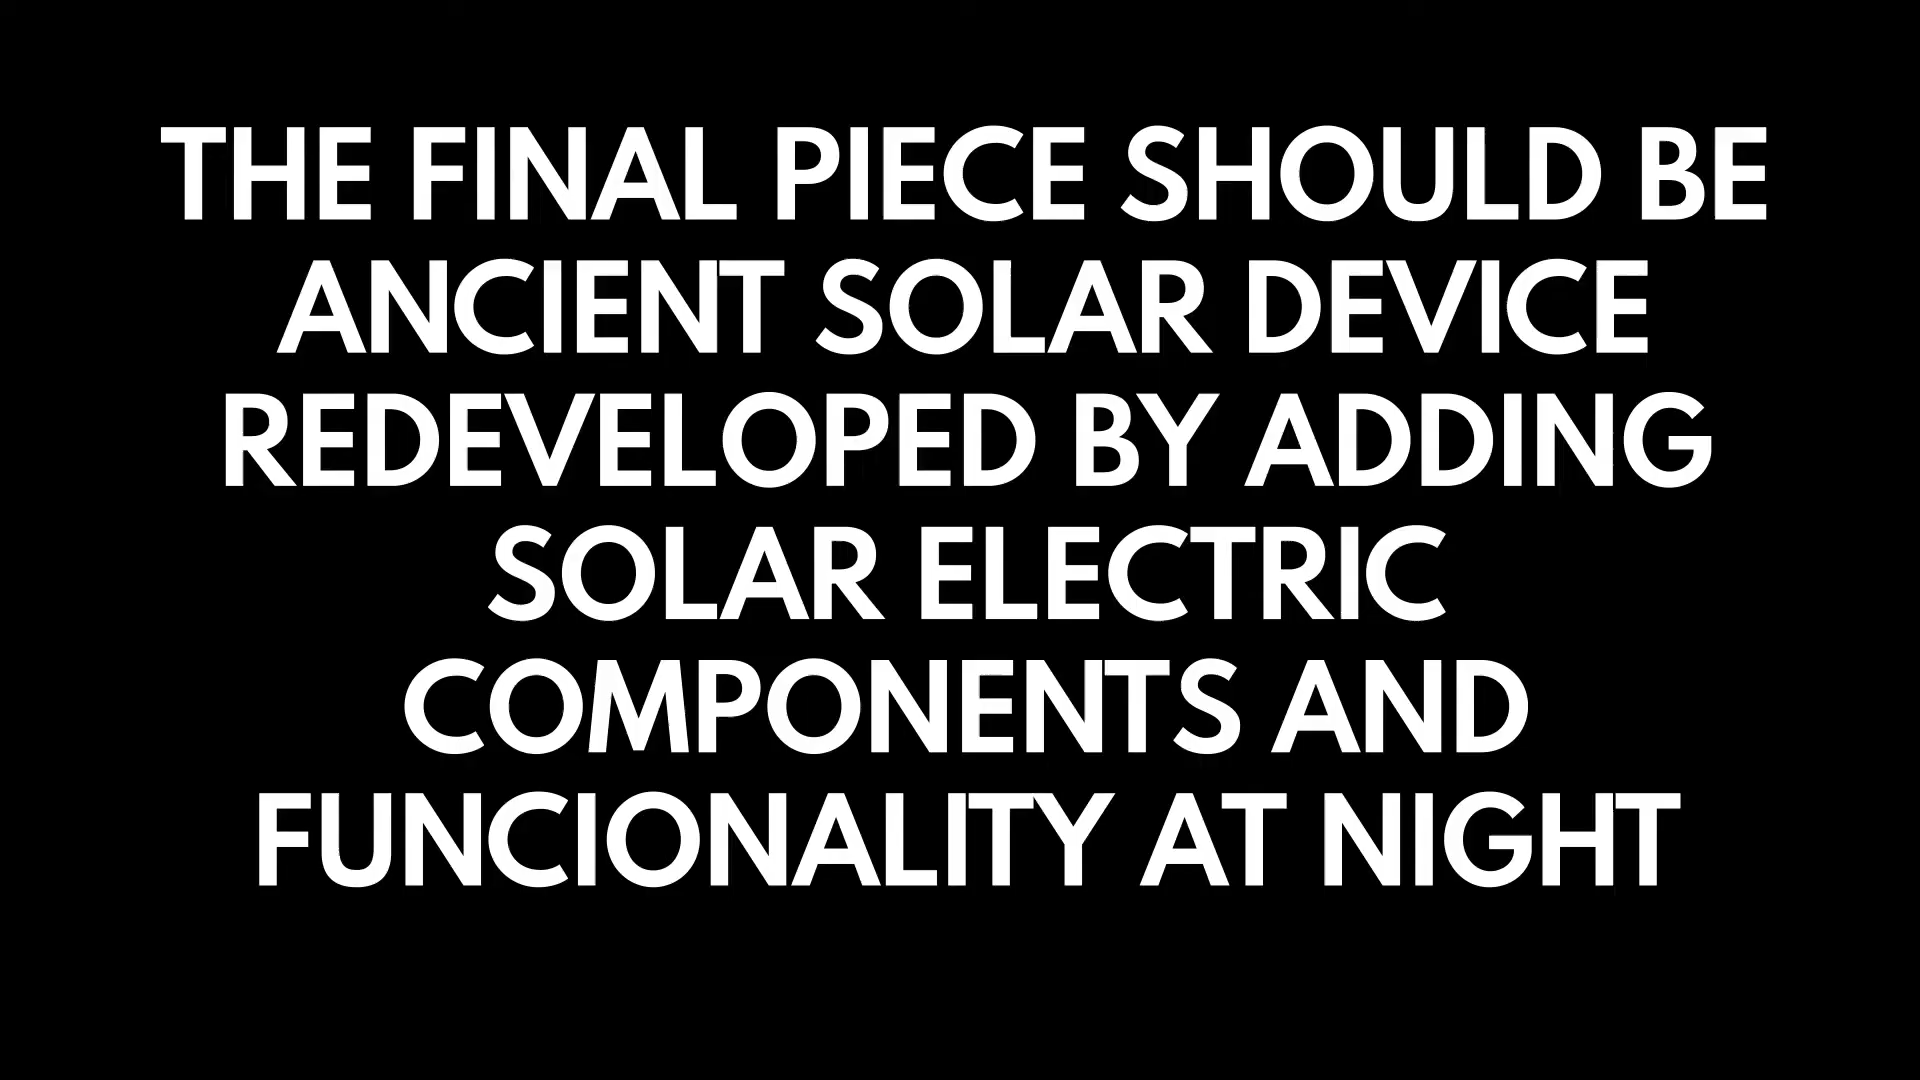 THE FINAL PIECE SHOULD BE
ANCIENT SOLAR DEVICE
REDEVELOPED BY ADDING
SOLAR ELECTRIC
COMPONENTS AND
FUNCIONALITY AT NIGHT